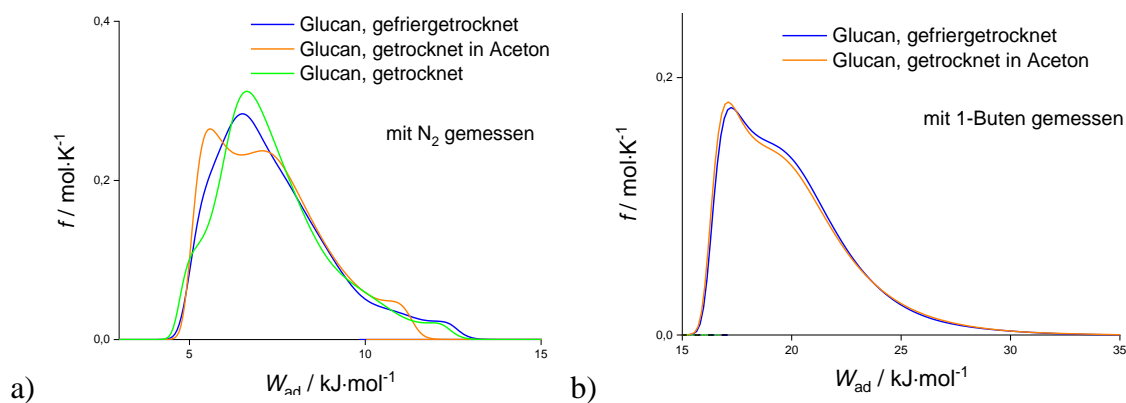 0,4
Glucan, gefriergetrocknet
Glucan, getrocknet in Aceton
Glucan, getrocknet
mit N₂ gemessen
0,2
f / mol·K⁻¹
0,0
5 10 15
W_ad / kJ·mol⁻¹
a)
Glucan, gefriergetrocknet
Glucan, getrocknet in Aceton
0,2
mit 1-Buten gemessen
f / mol·K⁻¹
0,0
15 20 25 30 35
W_ad / kJ·mol⁻¹
b)